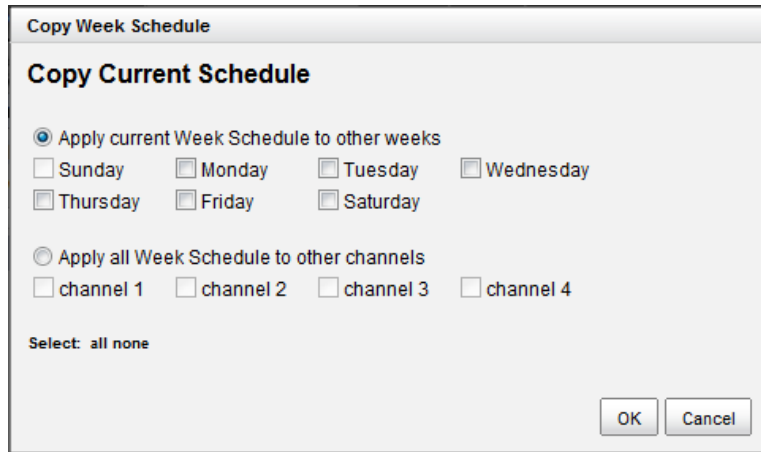 Copy Week Schedule
Copy Current Schedule
Apply current Week Schedule to other weeks
Sunday Monday Tuesday Wednesday
Thursday Friday Saturday
Apply all Week Schedule to other channels
channel 1 channel 2 channel 3 channel 4
Select: all none
OK Cancel